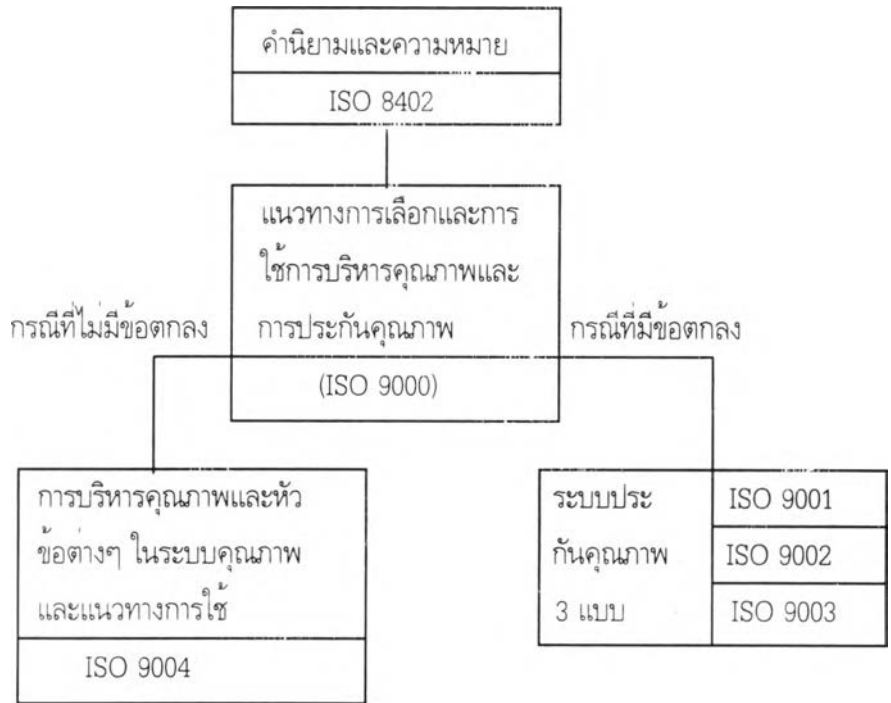 คำนิยามและความหมาย
ISO 8402
แนวทางการเลือกและการ
ใช้การบริหารคุณภาพและ
การประกันคุณภาพ
(ISO 9000)
กรณีที่ไม่มีข้อตกลง
กรณีที่มีข้อตกลง
การบริหารคุณภาพและหัว
ข้อต่างๆ ในระบบคุณภาพ
และแนวทางการใช้
ISO 9004
ระบบประ
กันคุณภาพ
3 แบบ
ISO 9001
ISO 9002
ISO 9003